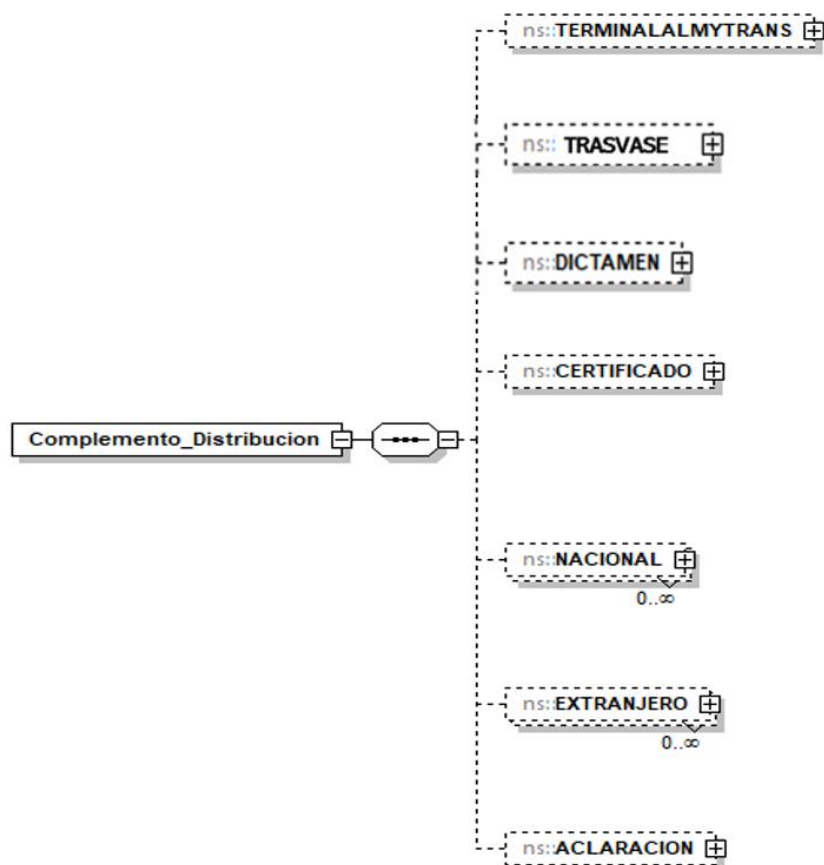 ns::TERMINALALMYTRANS
ns:: TRASVASE
ns::DICTAMEN
ns::CERTIFICADO
Complemento_Distribucion
ns::NACIONAL
0..∞
ns::EXTRANJERO
0..∞
ns::ACLARACION